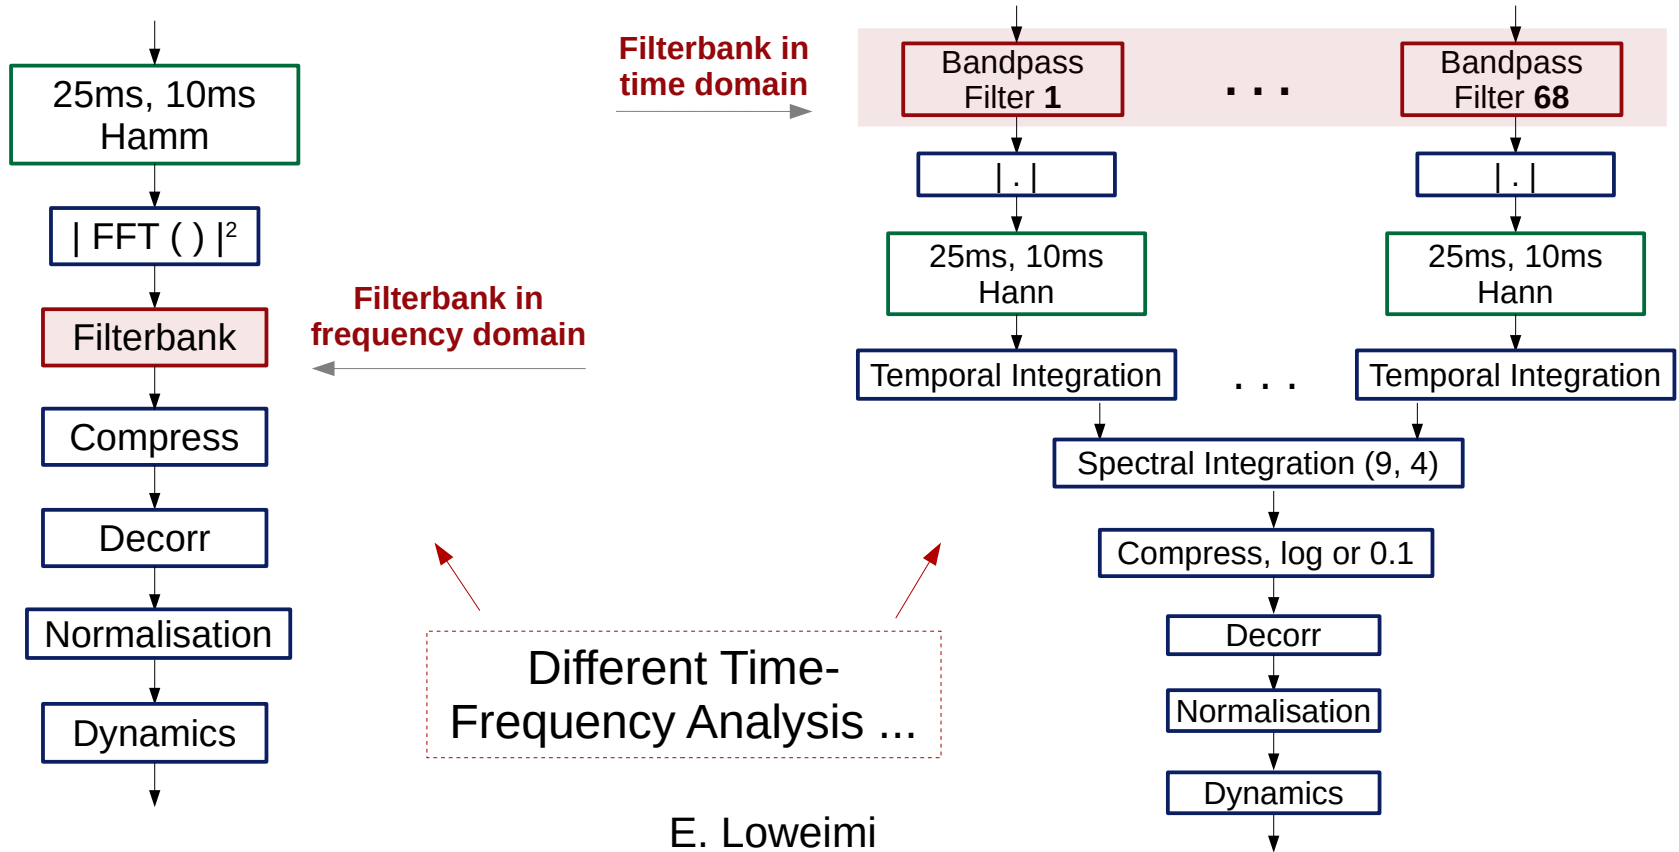 25ms, 10ms
Hamm
| FFT ( ) |²
Filterbank
Compress
Decorr
Normalisation
Dynamics
Filterbank in
frequency domain
Filterbank in
time domain
Bandpass
Filter 1
. . .
Bandpass
Filter 68
| . |
| . |
25ms, 10ms
Hann
25ms, 10ms
Hann
Temporal Integration
. . .
Temporal Integration
Spectral Integration (9, 4)
Compress, log or 0.1
Decorr
Normalisation
Dynamics
Different Time-
Frequency Analysis ...
E. Loweimi